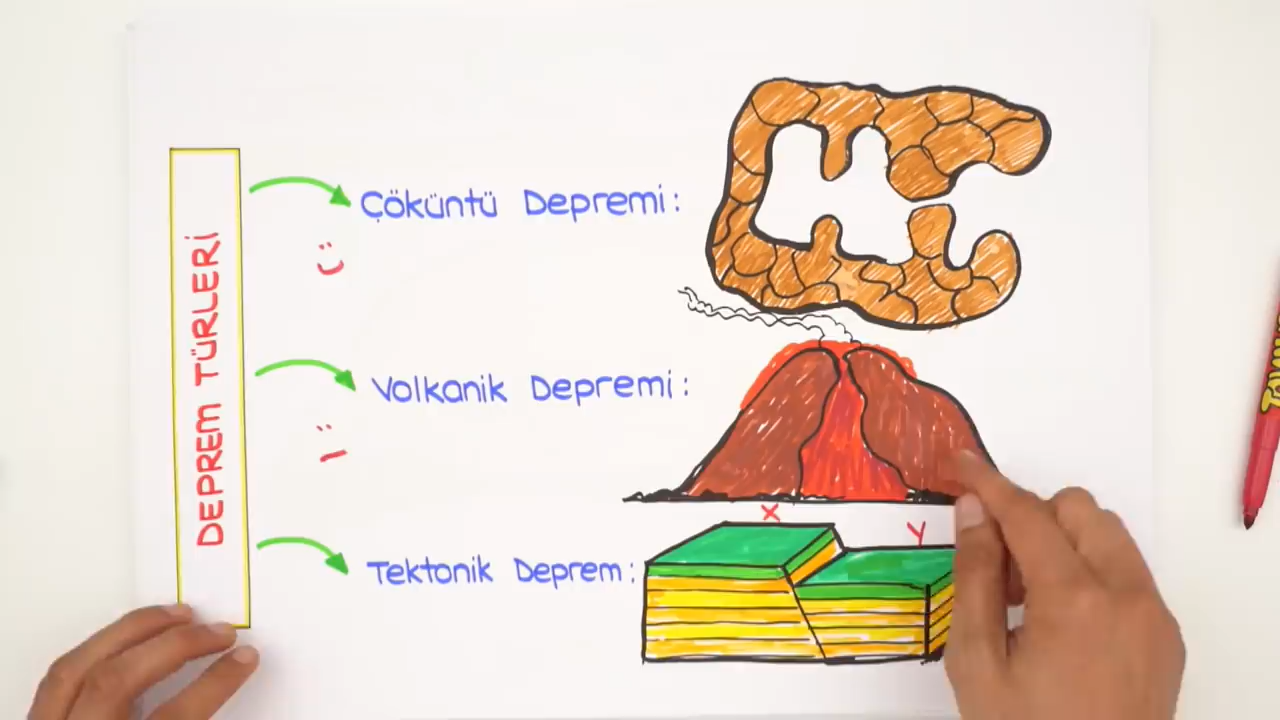 DEPREM TÜRLERİ
Çöküntü Depremi:
Volkanik Depremi:
X
Y
Tektonik Deprem: